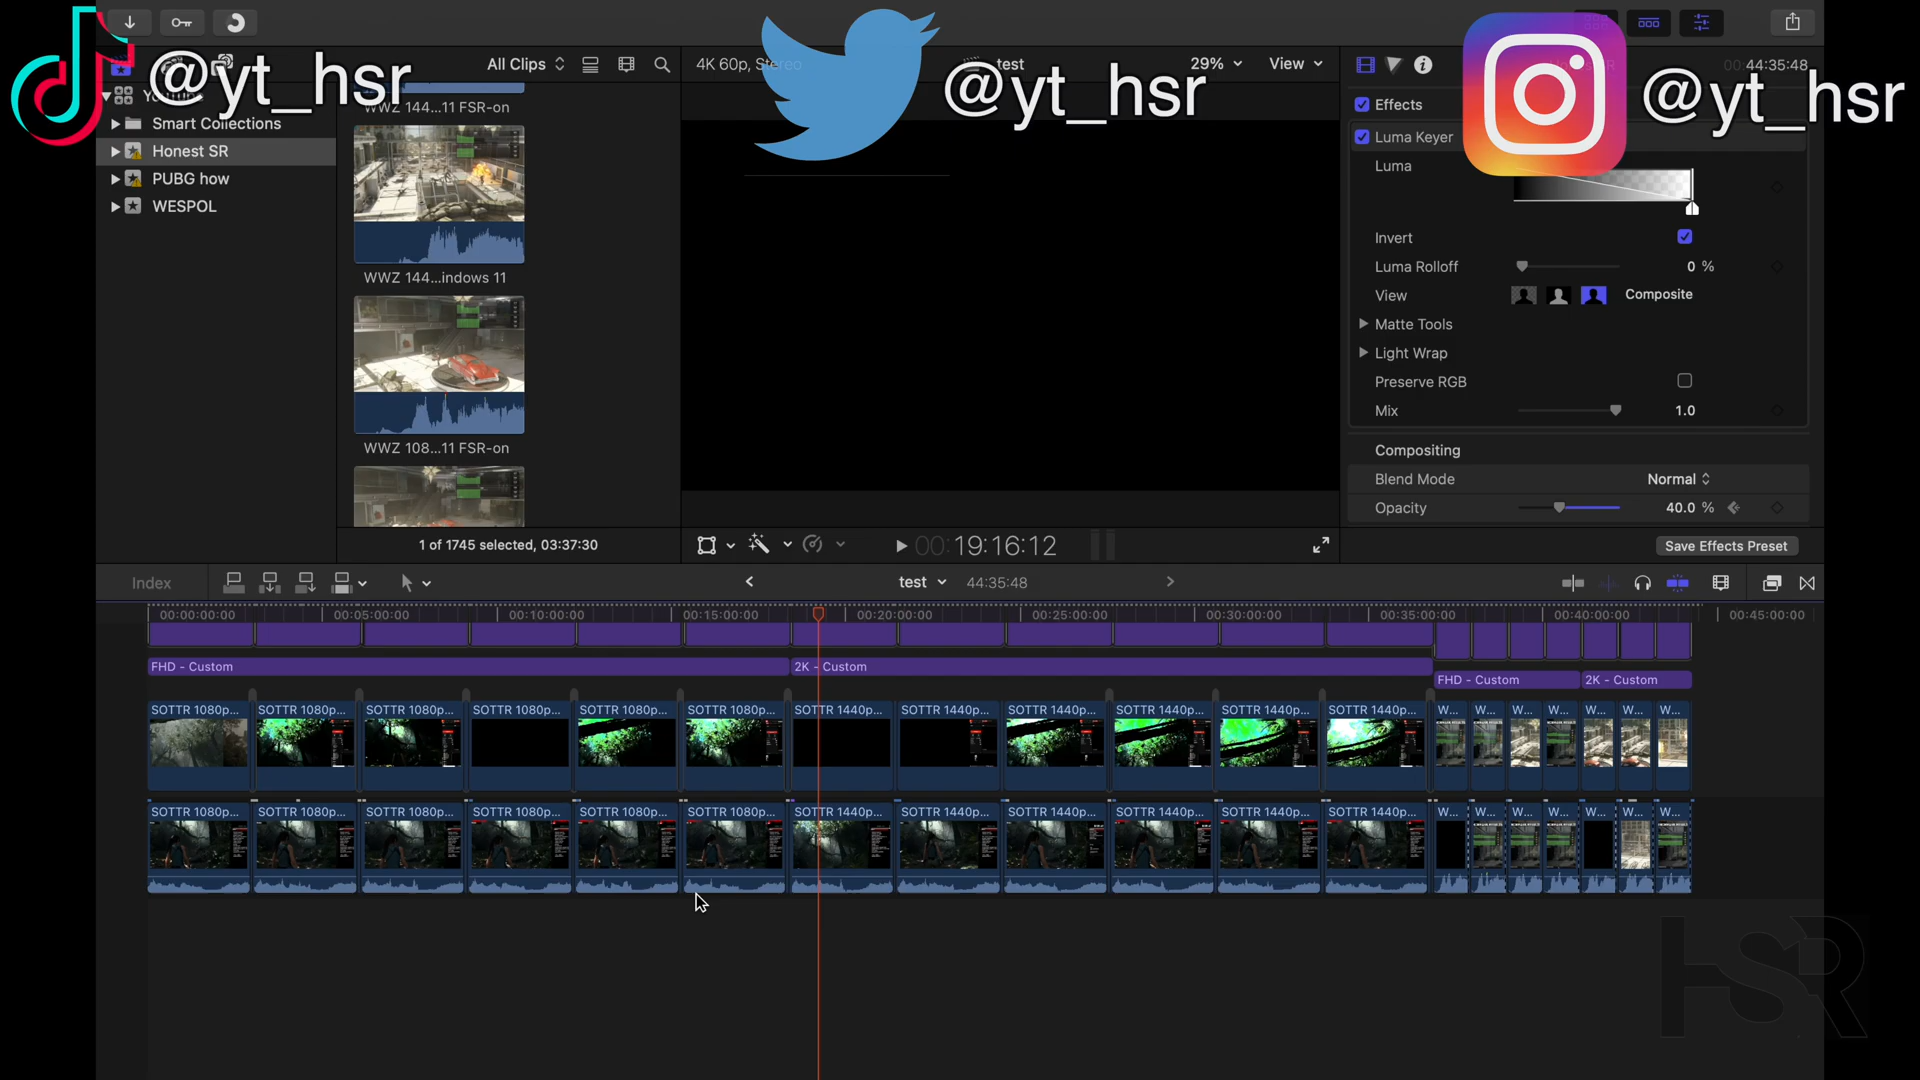 @yt_hsr
@yt_hsr
@yt_hsr
All Clips
4K 60p, Stereo
test
29%
View
44:35:48
Smart Collections
Honest SR
PUBG how
WESPOL
WWZ 144...11 FSR-on
WWZ 144...indows 11
WWZ 108...11 FSR-on
1 of 1745 selected, 03:37:30
Effects
Luma Keyer
Luma
Invert
Luma Rolloff
0 %
View
Composite
Matte Tools
Light Wrap
Preserve RGB
Mix
1.0
Compositing
Blend Mode
Normal
Opacity
40.0 %
00:19:16:12
Save Effects Preset
Index
test
44:35:48
00:00:00:00
00:05:00:00
00:10:00:00
00:15:00:00
00:20:00:00
00:25:00:00
00:30:00:00
00:35:00:00
00:40:00:00
00:45:00:00
FHD - Custom
2K - Custom
FHD - Custom
2K - Custom
SOTTR 1080p...
SOTTR 1080p...
SOTTR 1080p...
SOTTR 1080p...
SOTTR 1080p...
SOTTR 1080p...
SOTTR 1440p...
SOTTR 1440p...
SOTTR 1440p...
SOTTR 1440p...
SOTTR 1440p...
SOTTR 1440p...
W...
W...
W...
W...
W...
W...
W...
SOTTR 1080p...
SOTTR 1080p...
SOTTR 1080p...
SOTTR 1080p...
SOTTR 1080p...
SOTTR 1080p...
SOTTR 1440p...
SOTTR 1440p...
SOTTR 1440p...
SOTTR 1440p...
SOTTR 1440p...
SOTTR 1440p...
W...
W...
W...
W...
W...
W...
W...
HSR